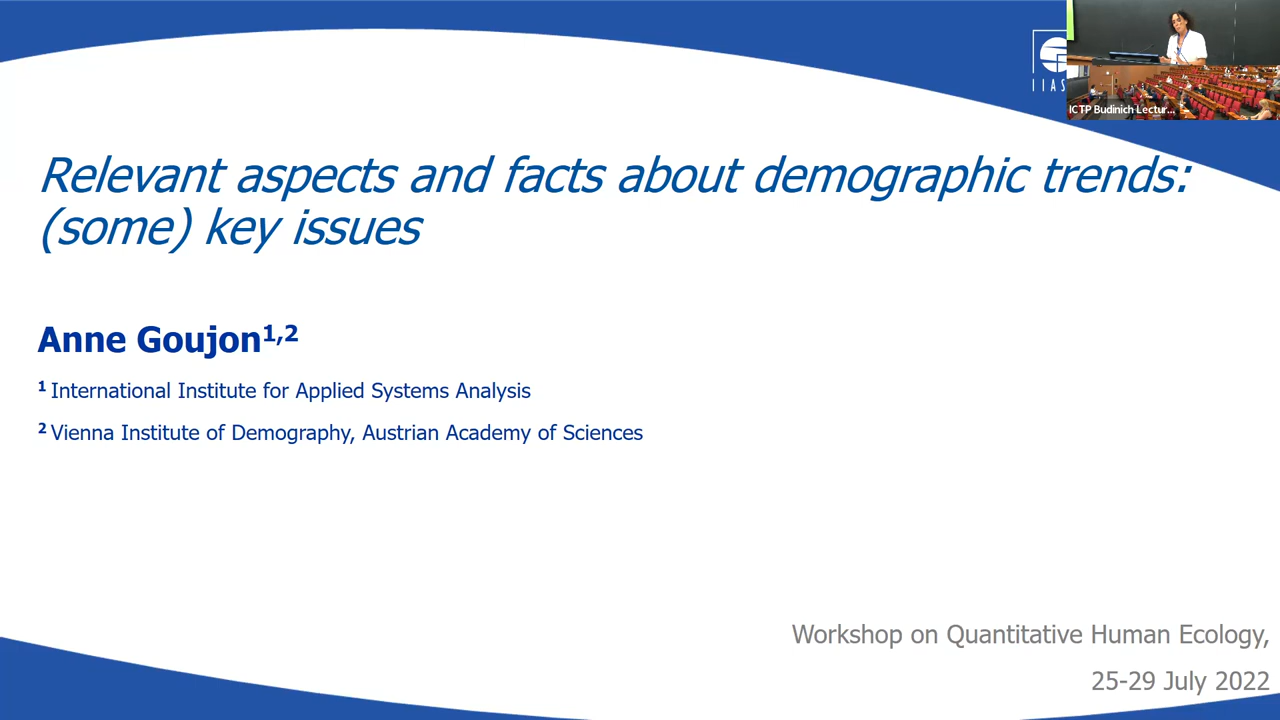 IIAS
ICTP Budinich Lectur...
Relevant aspects and facts about demographic trends:
(some) key issues
Anne Goujon1,2
1 International Institute for Applied Systems Analysis
2 Vienna Institute of Demography, Austrian Academy of Sciences
Workshop on Quantitative Human Ecology,
25-29 July 2022